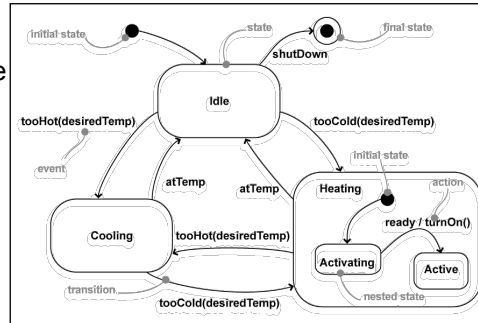 e
initial state
state
final state
shutDown
Idle
tooHot(desiredTemp)
tooCold(desiredTemp)
event
initial state
atTemp
atTemp
Heating
action
ready / turnOn()
Cooling
tooHot(desiredTemp)
Activating
Active
transition
tooCold(desiredTemp)
nested state